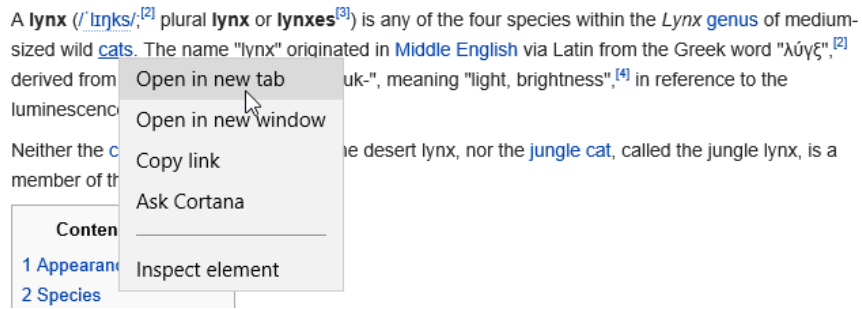 A lynx (/ˈlɪŋks/;[2] plural lynx or lynxes[3]) is any of the four species within the Lynx genus of medium-
sized wild cats. The name "lynx" originated in Middle English via Latin from the Greek word "λύγξ",[2]
derived from uk-", meaning "light, brightness",[4] in reference to the
luminescenc
Neither the c e desert lynx, nor the jungle cat, called the jungle lynx, is a
member of th
Open in new tab
Open in new window
Copy link
Ask Cortana
Inspect element
Conten
1 Appearan
2 Species